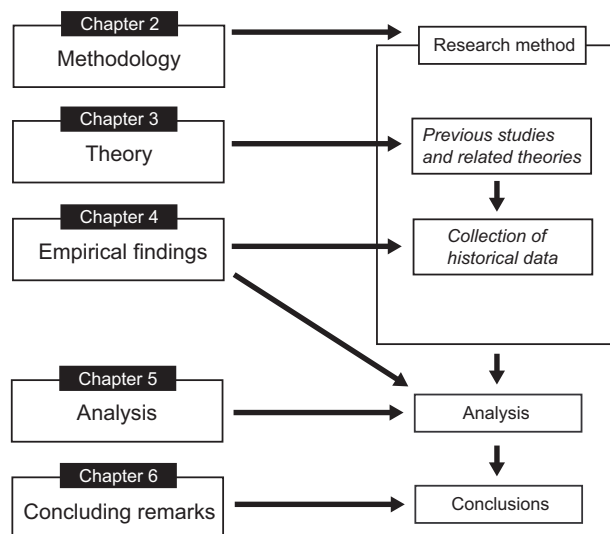 Chapter 2
Methodology
Research method
Chapter 3
Theory
Previous studies
and related theories
Chapter 4
Empirical findings
Collection of
historical data
Chapter 5
Analysis
Analysis
Chapter 6
Concluding remarks
Conclusions